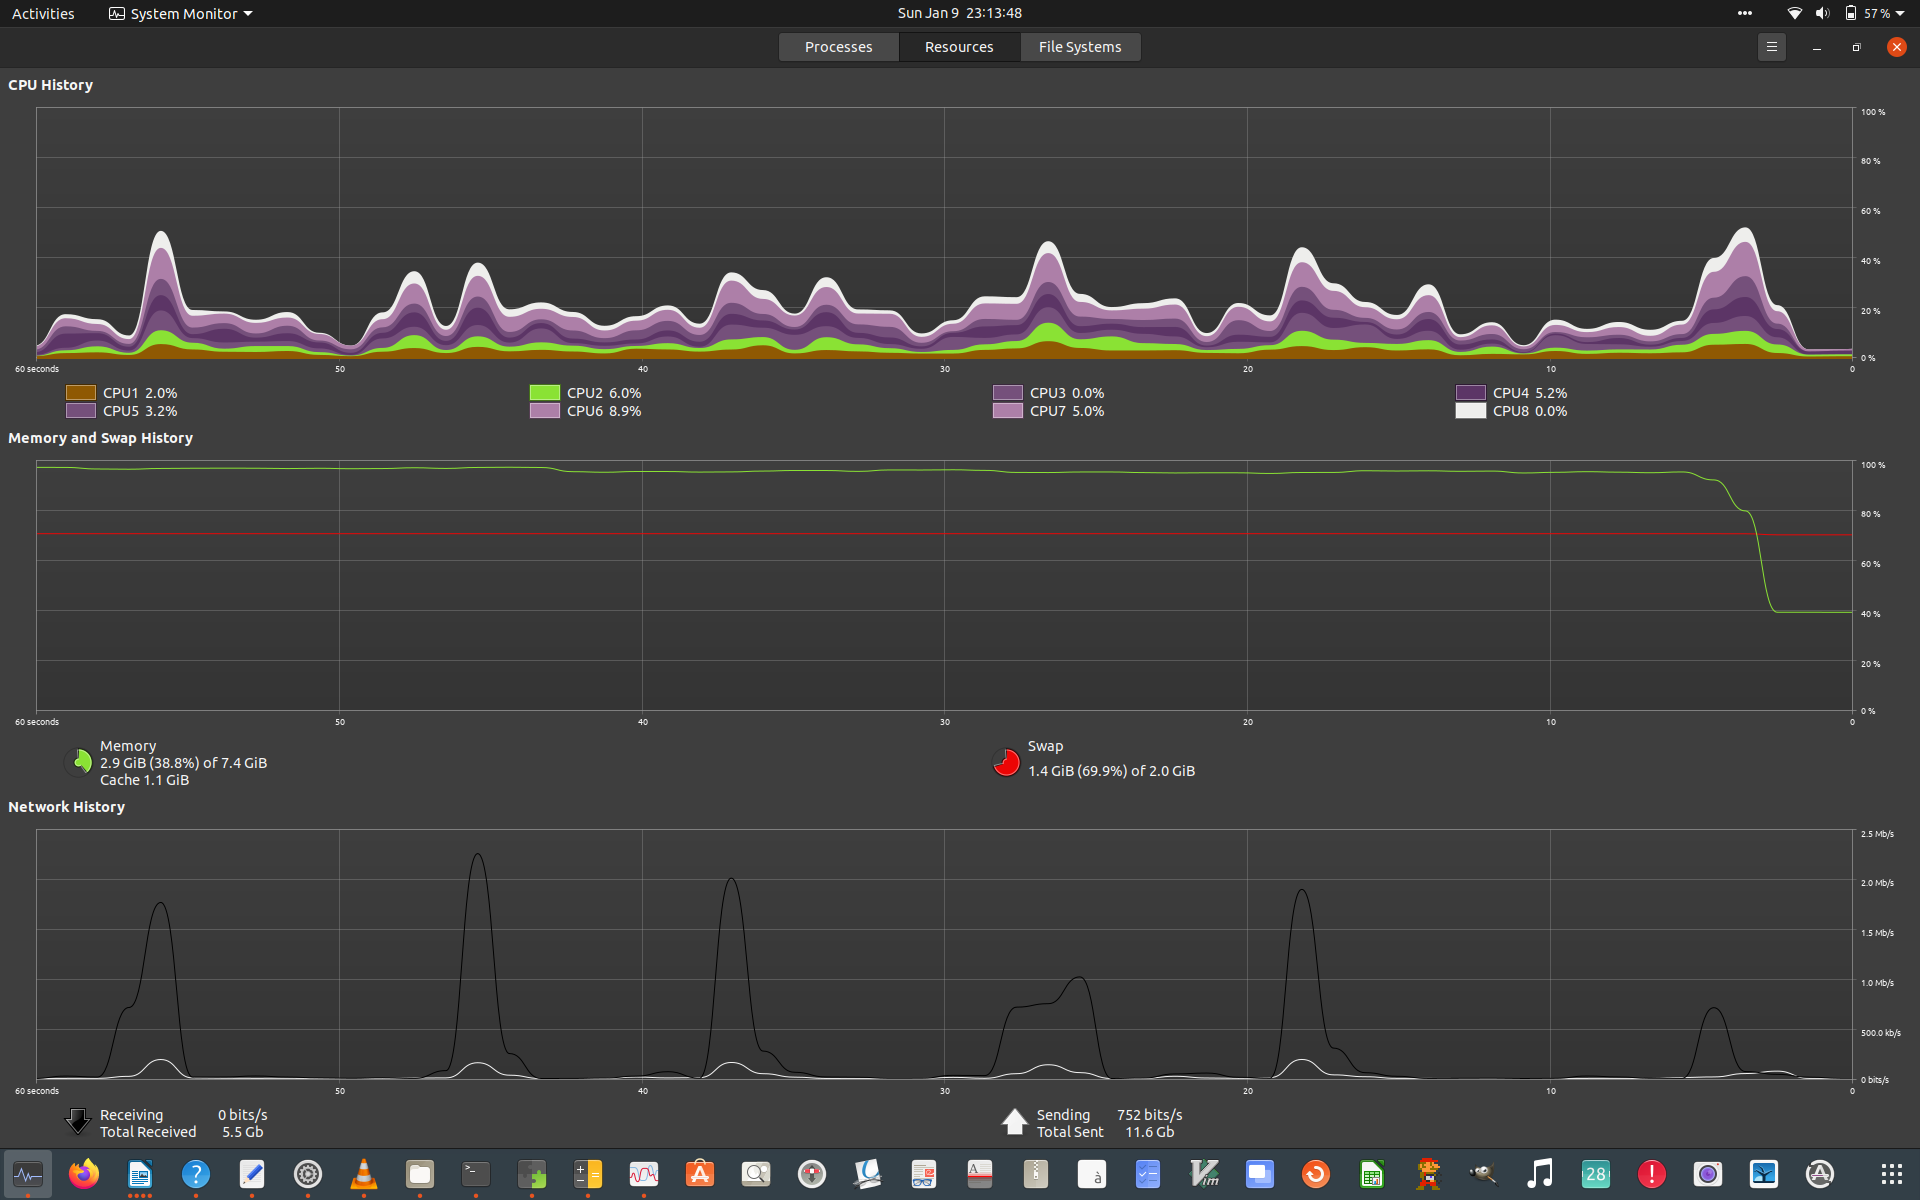 Activities System Monitor Sun Jan 9 23:13:48 57 %
Processes Resources File Systems
CPU History
100 %
80 %
60 %
40 %
20 %
0 %
60 seconds 50 40 30 20 10 0
CPU1 2.0% CPU2 6.0% CPU3 0.0% CPU4 5.2%
CPU5 3.2% CPU6 8.9% CPU7 5.0% CPU8 0.0%
Memory and Swap History
100 %
80 %
60 %
40 %
20 %
0 %
60 seconds 50 40 30 20 10 0
Memory
2.9 GiB (38.8%) of 7.4 GiB
Cache 1.1 GiB
Swap
1.4 GiB (69.9%) of 2.0 GiB
Network History
2.5 Mb/s
2.0 Mb/s
1.5 Mb/s
1.0 Mb/s
500.0 kb/s
0 bits/s
60 seconds 50 40 30 20 10 0
Receiving 0 bits/s
Total Received 5.5 Gb
Sending 752 bits/s
Total Sent 11.6 Gb
? >_ A A à Vim 28 !